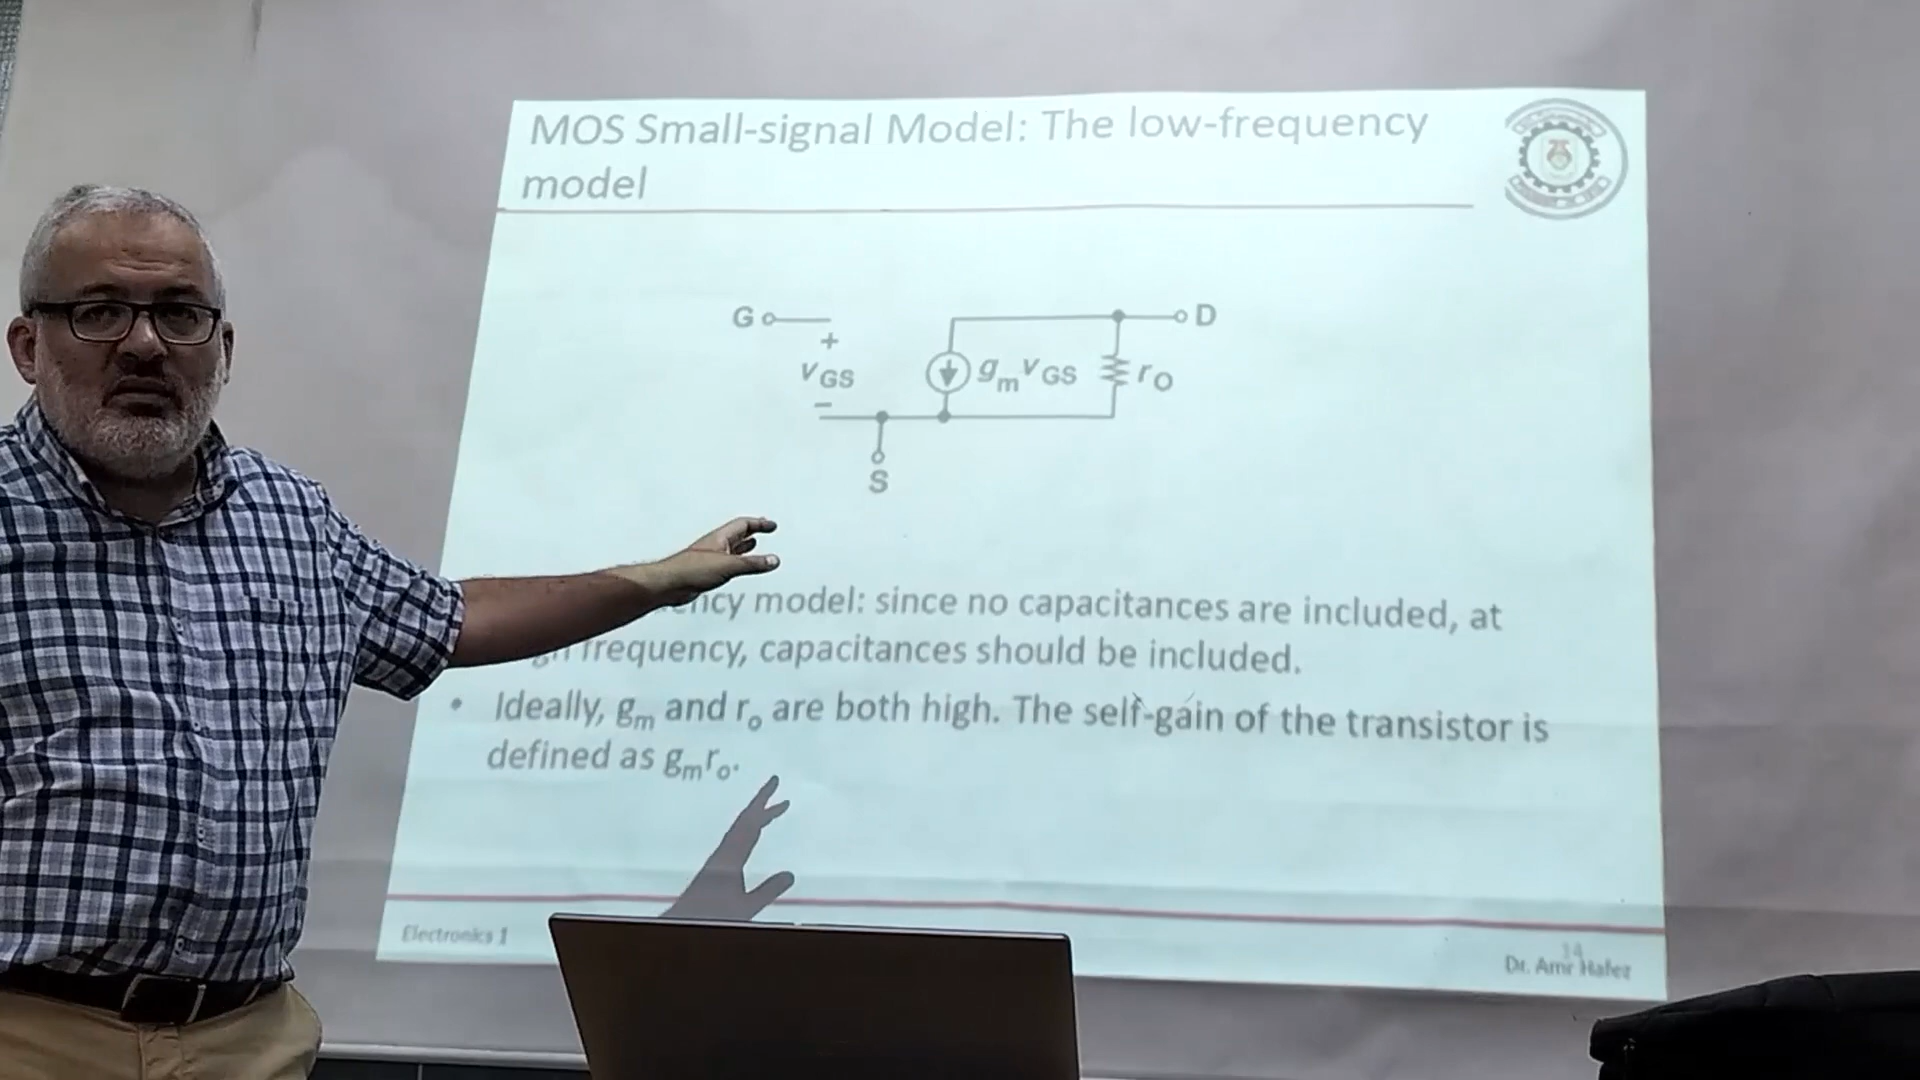 MOS Small-signal Model: The low-frequency
model
G
D
+
vGS
gmvGS
rO
−
S
model: since no capacitances are included, at
frequency, capacitances should be included.
• Ideally, gm and ro are both high. The self-gain of the transistor is
defined as gmro.
Electronics 1
14
Dr. Amr Hafez